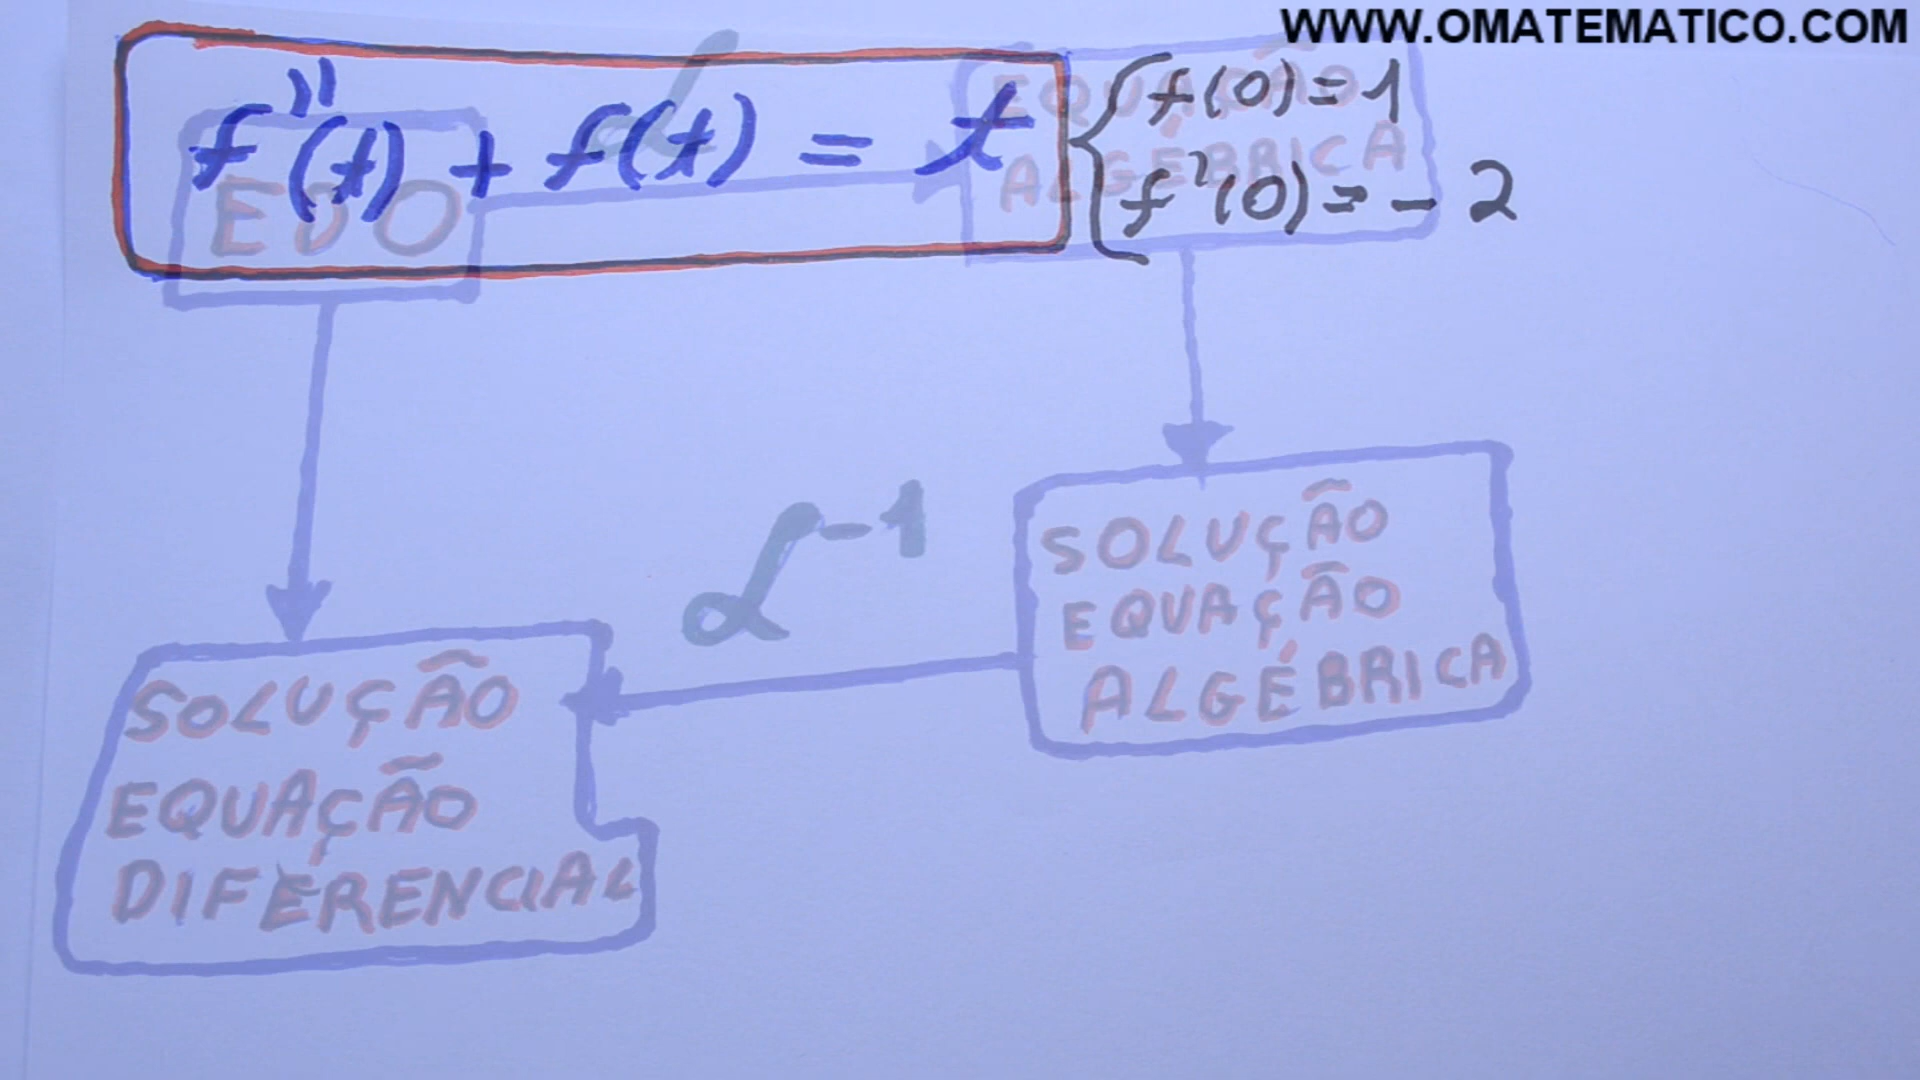 WWW.OMATEMATICO.COM
f''(t) + f(t) = t
f(0) = 1
f'(0) = - 2
EDO
L
EQUAÇÃO
ALGÉBRICA
L⁻¹
SOLUÇÃO
EQUAÇÃO
ALGÉBRICA
SOLUÇÃO
EQUAÇÃO
DIFERENCIAL